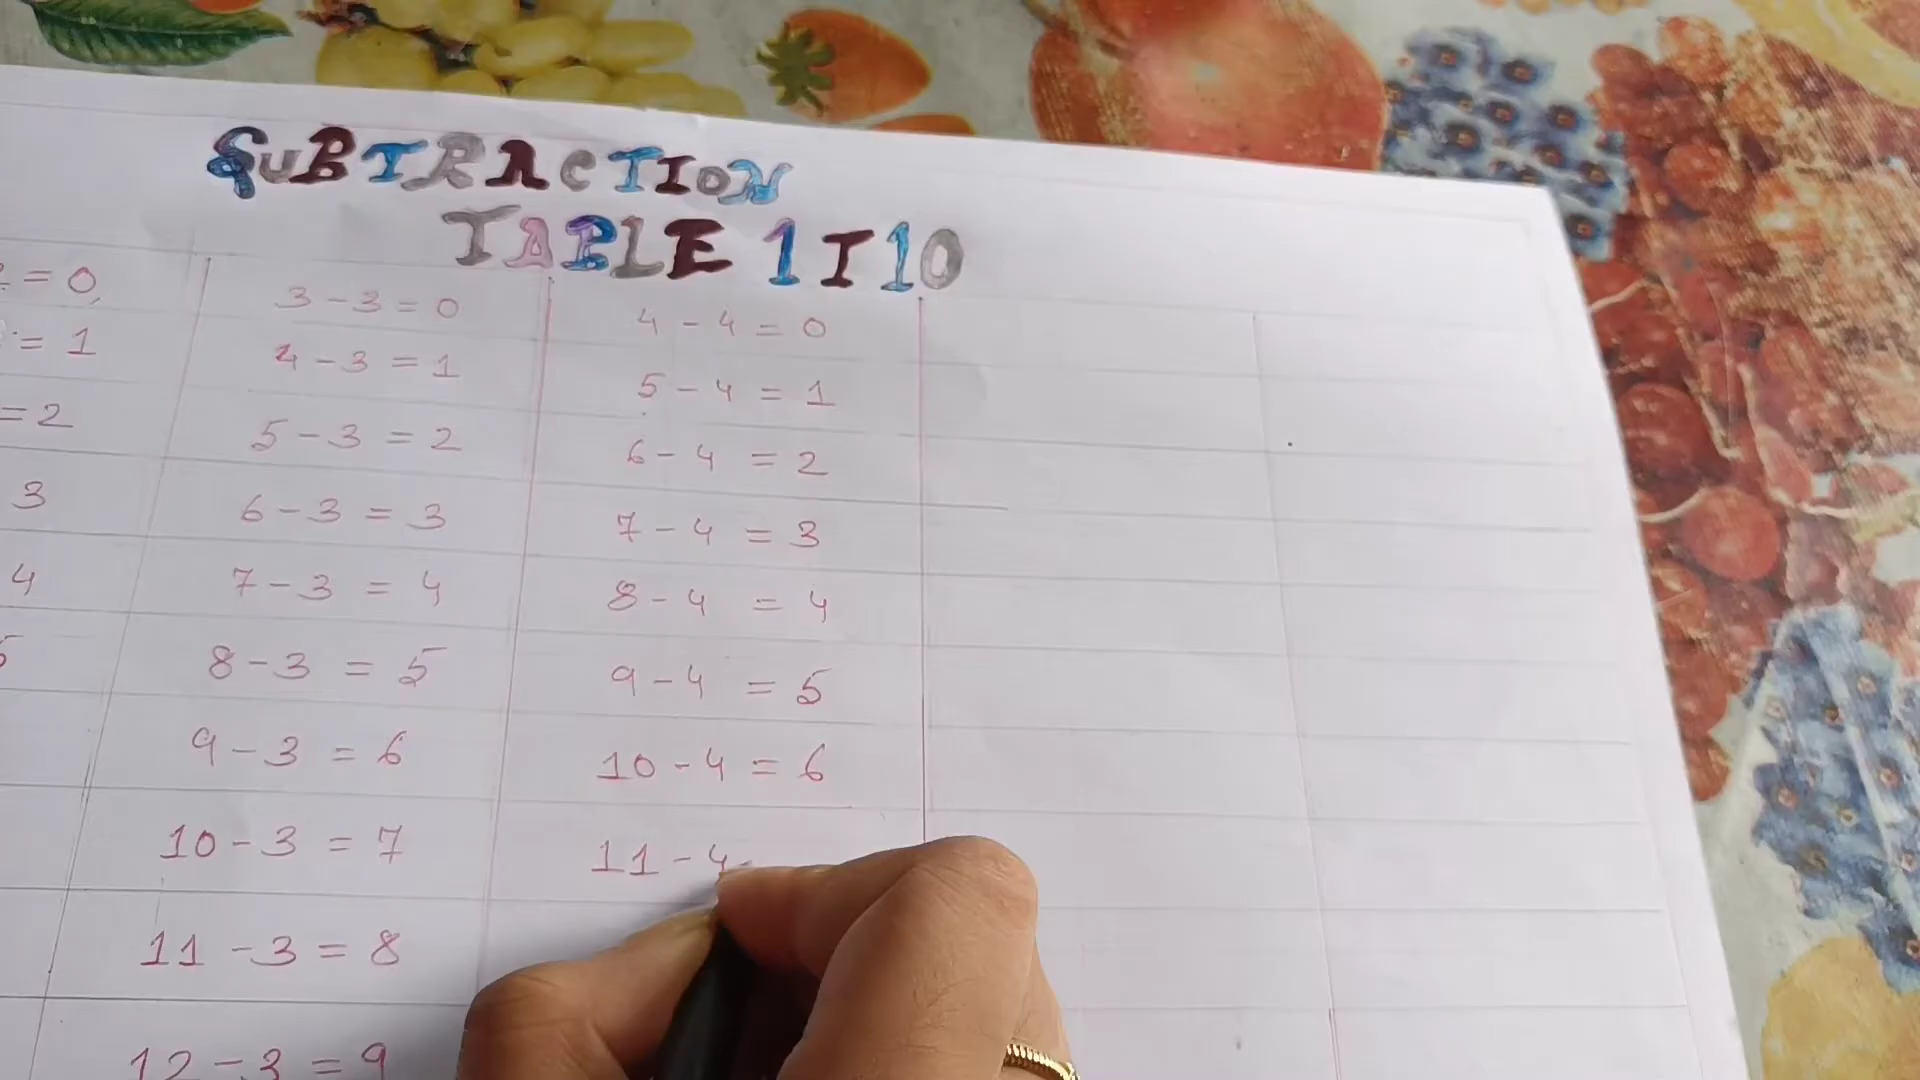 SUBTRACTION
TABLE 1 T 10
= 0
= 1
= 2
3
4
5
3 - 3 = 0
4 - 3 = 1
5 - 3 = 2
6 - 3 = 3
7 - 3 = 4
8 - 3 = 5
9 - 3 = 6
10 - 3 = 7
11 - 3 = 8
12 - 3 = 9
4 - 4 = 0
5 - 4 = 1
6 - 4 = 2
7 - 4 = 3
8 - 4 = 4
9 - 4 = 5
10 - 4 = 6
11 - 4